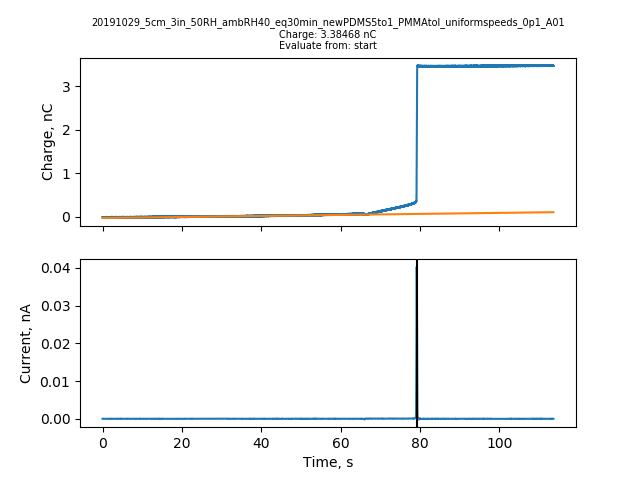 20191029_5cm_3in_50RH_ambRH40_eq30min_newPDMS5to1_PMMAtol_uniformspeeds_0p1_A01
Charge: 3.38468 nC
Evaluate from: start
3
2
1
0
Charge, nC
0.04
0.03
0.02
0.01
0.00
Current, nA
0 20 40 60 80 100
Time, s